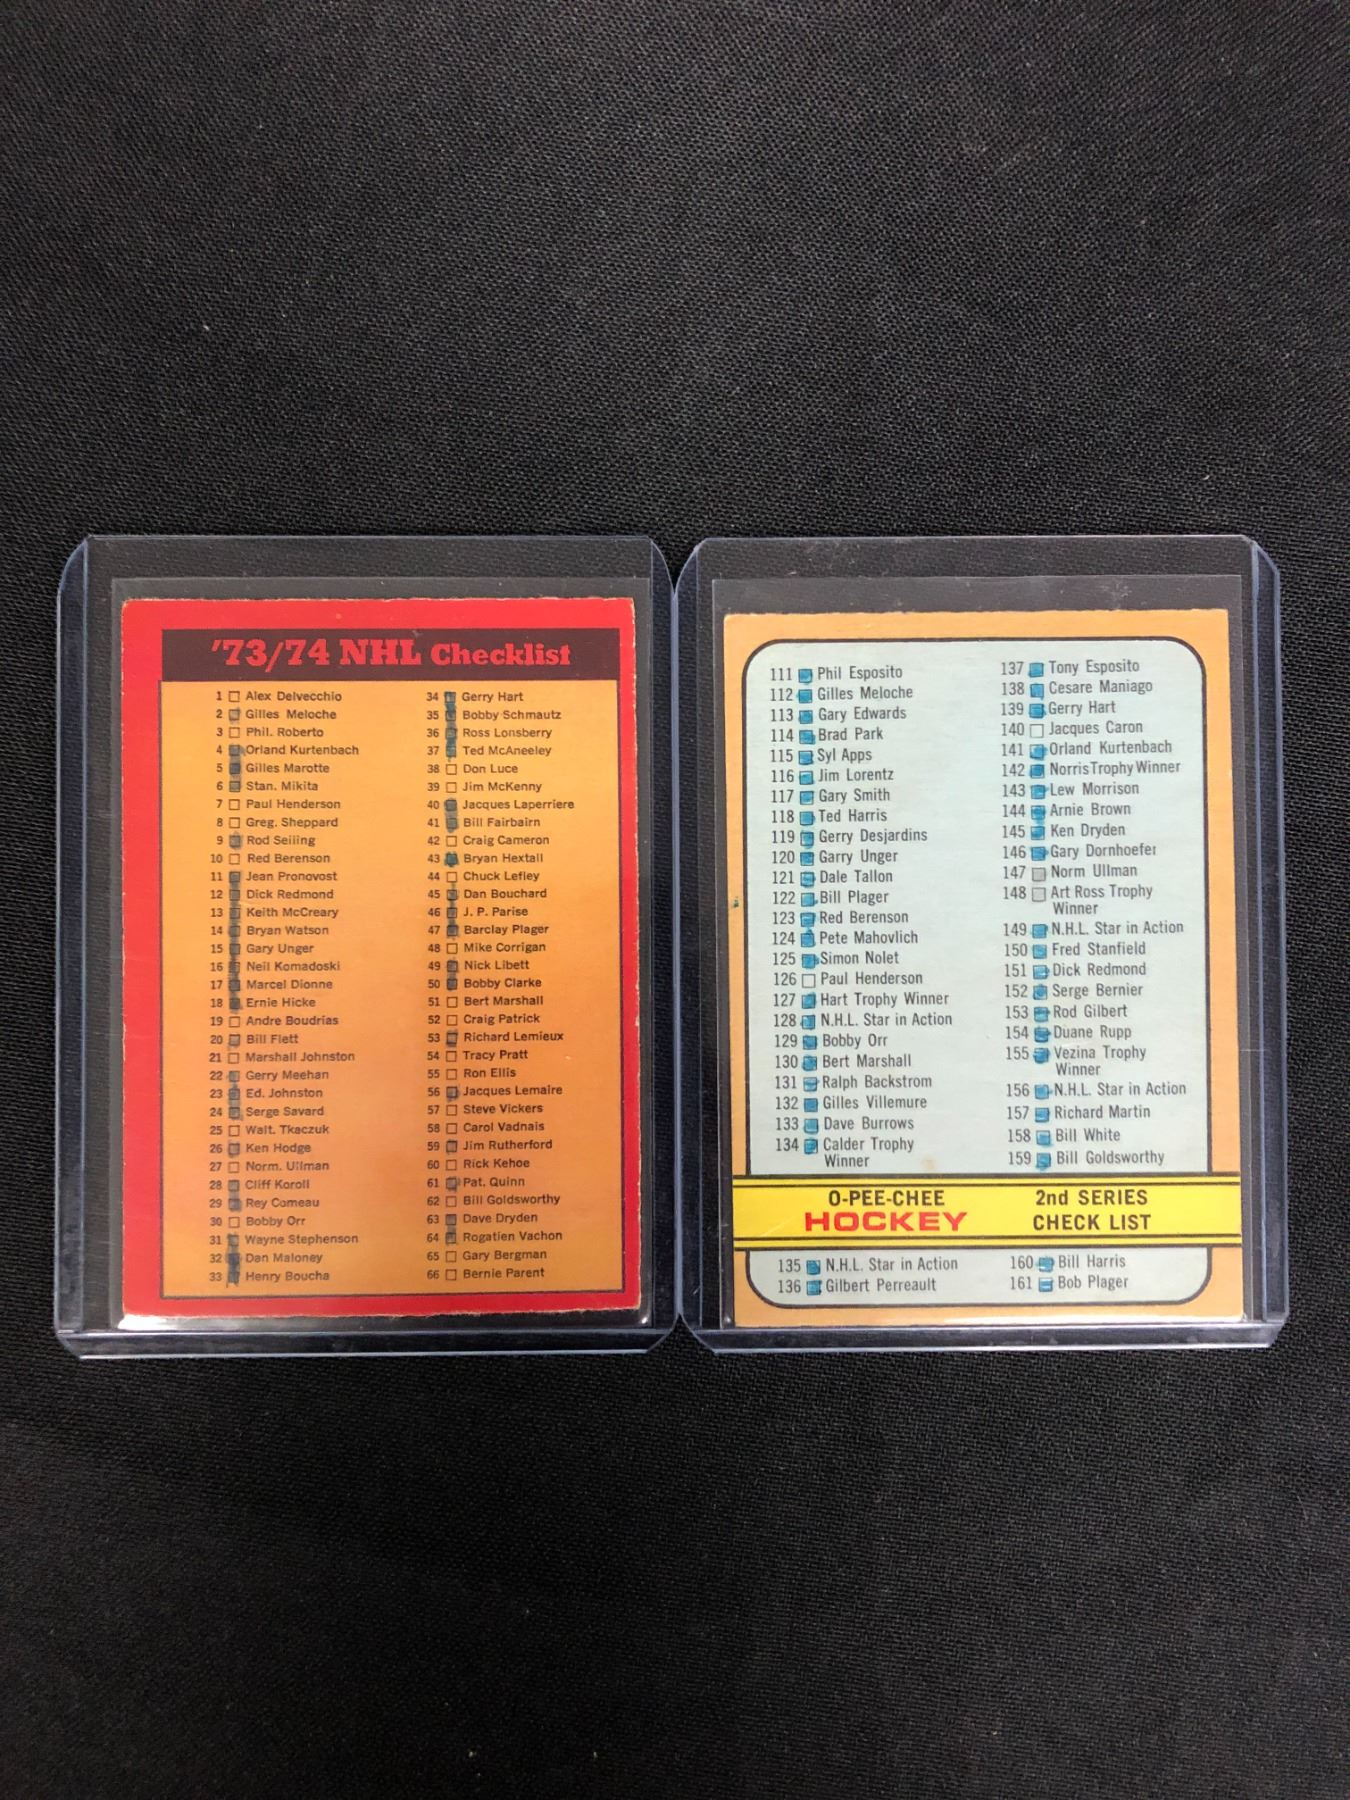 '73/74 NHL Checklist
1 Alex Delvecchio
2 Gilles Meloche
3 Phil. Roberto
4 Orland Kurtenbach
5 Gilles Marotte
6 Stan. Mikita
7 Paul Henderson
8 Greg. Sheppard
9 Rod Seiling
10 Red Berenson
11 Jean Pronovost
12 Dick Redmond
13 Keith McCreary
14 Bryan Watson
15 Gary Unger
16 Neil Komadoski
17 Marcel Dionne
18 Ernie Hicke
19 Andre Boudrias
20 Bill Flett
21 Marshall Johnston
22 Gerry Meehan
23 Ed. Johnston
24 Serge Savard
25 Walt. Tkaczuk
26 Ken Hodge
27 Norm. Ullman
28 Cliff Koroll
29 Rey Comeau
30 Bobby Orr
31 Wayne Stephenson
32 Dan Maloney
33 Henry Boucha
34 Gerry Hart
35 Bobby Schmautz
36 Ross Lonsberry
37 Ted McAneeley
38 Don Luce
39 Jim McKenny
40 Jacques Laperriere
41 Bill Fairbairn
42 Craig Cameron
43 Bryan Hextall
44 Chuck Lefley
45 Dan Bouchard
46 J. P. Parise
47 Barclay Plager
48 Mike Corrigan
49 Nick Libett
50 Bobby Clarke
51 Bert Marshall
52 Craig Patrick
53 Richard Lemieux
54 Tracy Pratt
55 Ron Ellis
56 Jacques Lemaire
57 Steve Vickers
58 Carol Vadnais
59 Jim Rutherford
60 Rick Kehoe
61 Pat. Quinn
62 Bill Goldsworthy
63 Dave Dryden
64 Rogatien Vachon
65 Gary Bergman
66 Bernie Parent
111 Phil Esposito
112 Gilles Meloche
113 Gary Edwards
114 Brad Park
115 Syl Apps
116 Jim Lorentz
117 Gary Smith
118 Ted Harris
119 Gerry Desjardins
120 Garry Unger
121 Dale Tallon
122 Bill Plager
123 Red Berenson
124 Pete Mahovlich
125 Simon Nolet
126 Paul Henderson
127 Hart Trophy Winner
128 N.H.L. Star in Action
129 Bobby Orr
130 Bert Marshall
131 Ralph Backstrom
132 Gilles Villemure
133 Dave Burrows
134 Calder Trophy
Winner
137 Tony Esposito
138 Cesare Maniago
139 Gerry Hart
140 Jacques Caron
141 Orland Kurtenbach
142 Norris Trophy Winner
143 Lew Morrison
144 Arnie Brown
145 Ken Dryden
146 Gary Dornhoefer
147 Norm Ullman
148 Art Ross Trophy
Winner
149 N.H.L. Star in Action
150 Fred Stanfield
151 Dick Redmond
152 Serge Bernier
153 Rod Gilbert
154 Duane Rupp
155 Vezina Trophy
Winner
156 N.H.L. Star in Action
157 Richard Martin
158 Bill White
159 Bill Goldsworthy
O-PEE-CHEE
HOCKEY
2nd SERIES
CHECK LIST
135 N.H.L. Star in Action
136 Gilbert Perreault
160 Bill Harris
161 Bob Plager